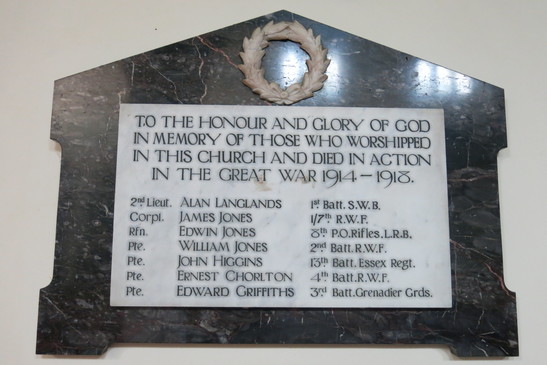 TO THE HONOUR AND GLORY OF GOD
IN MEMORY OF THOSE WHO WORSHIPPED
IN THIS CHURCH AND DIED IN ACTION
IN THE GREAT WAR 1914-1918.
2nd Lieut. ALAN LANGLANDS 1st Batt. S.W.B.
Corpl. JAMES JONES 1/7th R.W.F.
Rfn. EDWIN JONES 8th P.O.Rifles, L.R.B.
Pte. WILLIAM JONES 2nd Batt. R.W.F.
Pte. JOHN HIGGINS 13th Batt. Essex Regt.
Pte. ERNEST CHORLTON 4th Batt. R.W.F.
Pte. EDWARD GRIFFITHS 3rd Batt. Grenadier Grds.